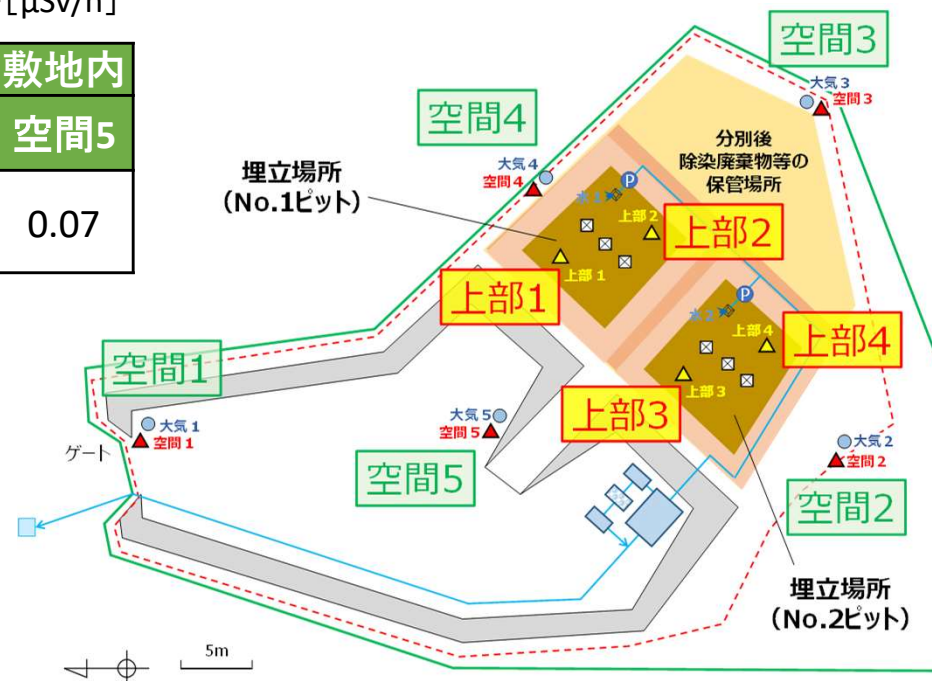 [μSv/h]
敷地内
空間5
0.07
空間3
大気3
空間3
空間4
大気4
空間4
分別後
除染廃棄物等の
保管場所
埋立場所
(No.1ピット)
P
水1
上部2
上部2
上部1
上部1
P
水2
上部4
上部4
上部3
上部3
空間1
大気1
空間1
ゲート
大気5
空間5
空間5
大気2
空間2
空間2
埋立場所
(No.2ピット)
5m